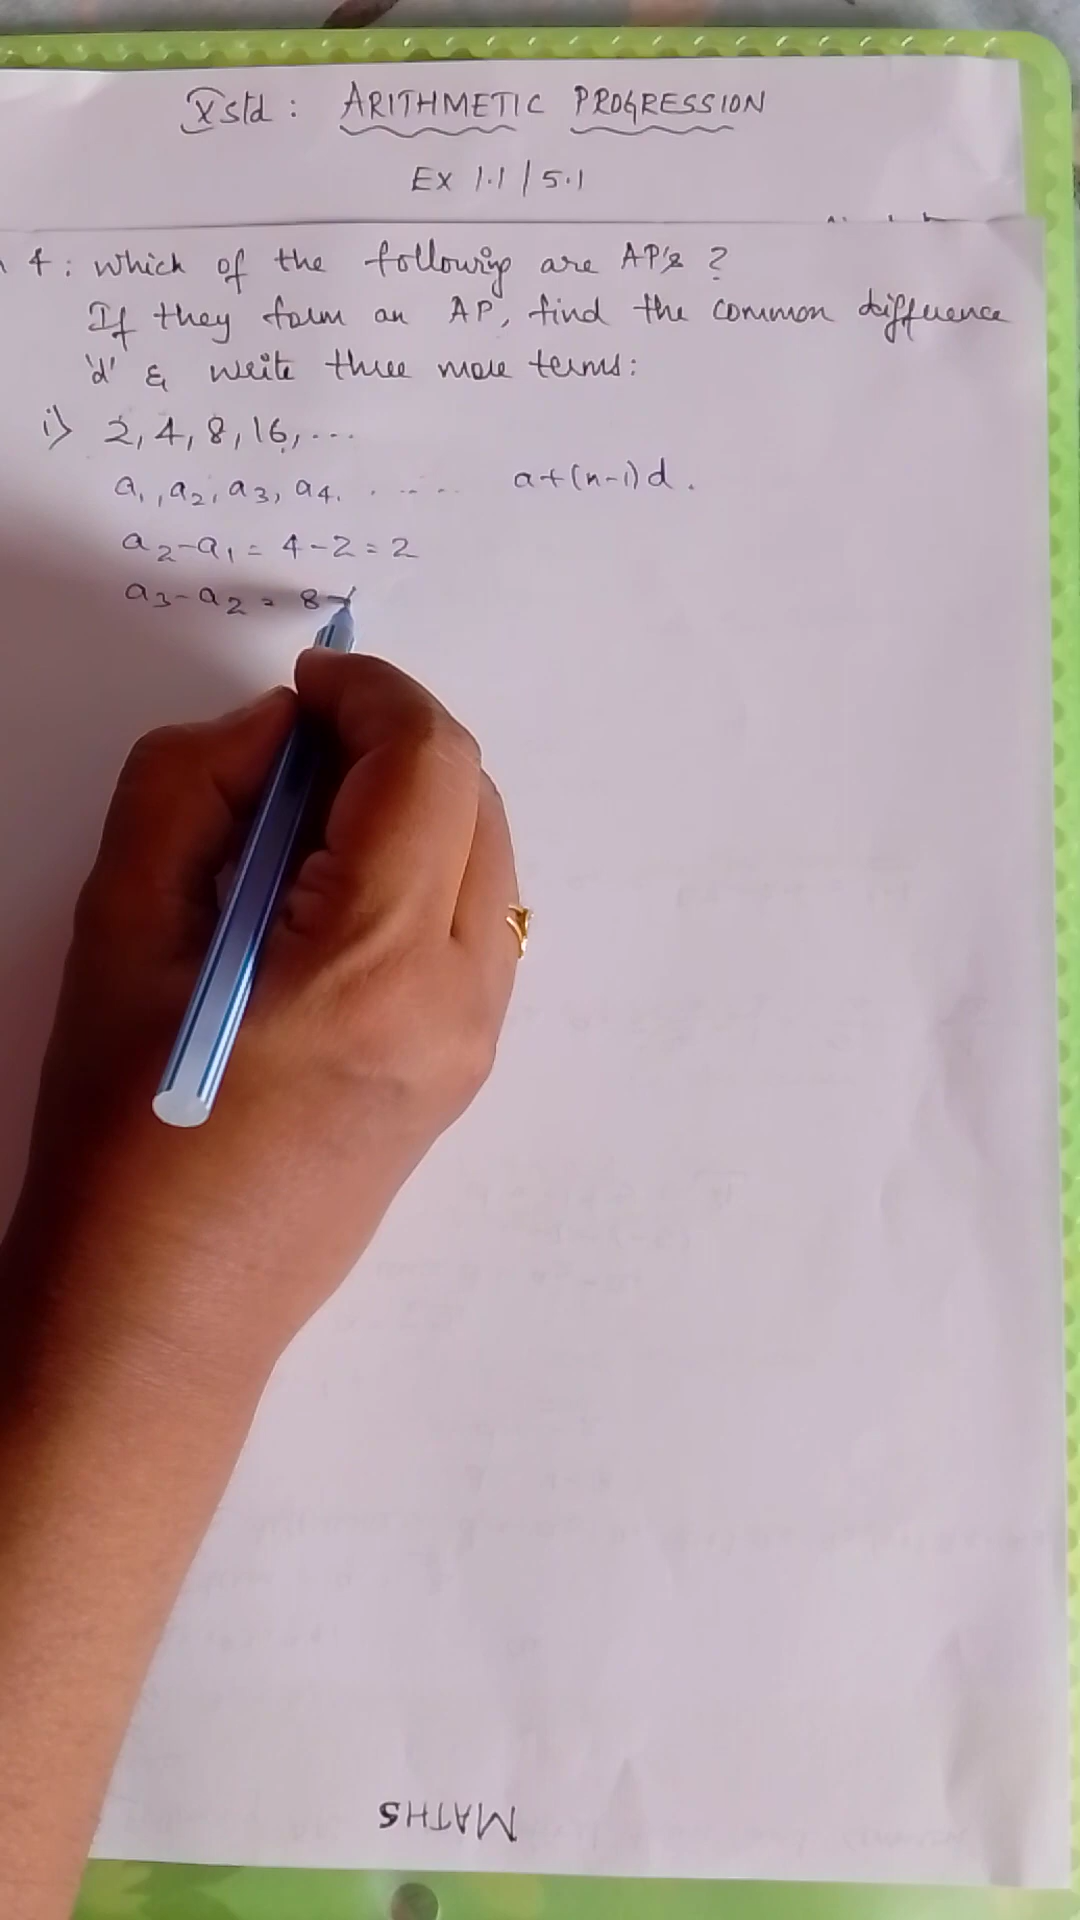 X std : ARITHMETIC PROGRESSION
Ex 1.1 / 5.1
4 : Which of the following are AP's ?
If they form an AP, find the common difference
'd' & write three more terms:
i) 2, 4, 8, 16, ...
a₁, a₂, a₃, a₄. . ...... a+(n-1)d.
a₂-a₁ = 4-2 = 2
a₃-a₂ = 8-
MATHS